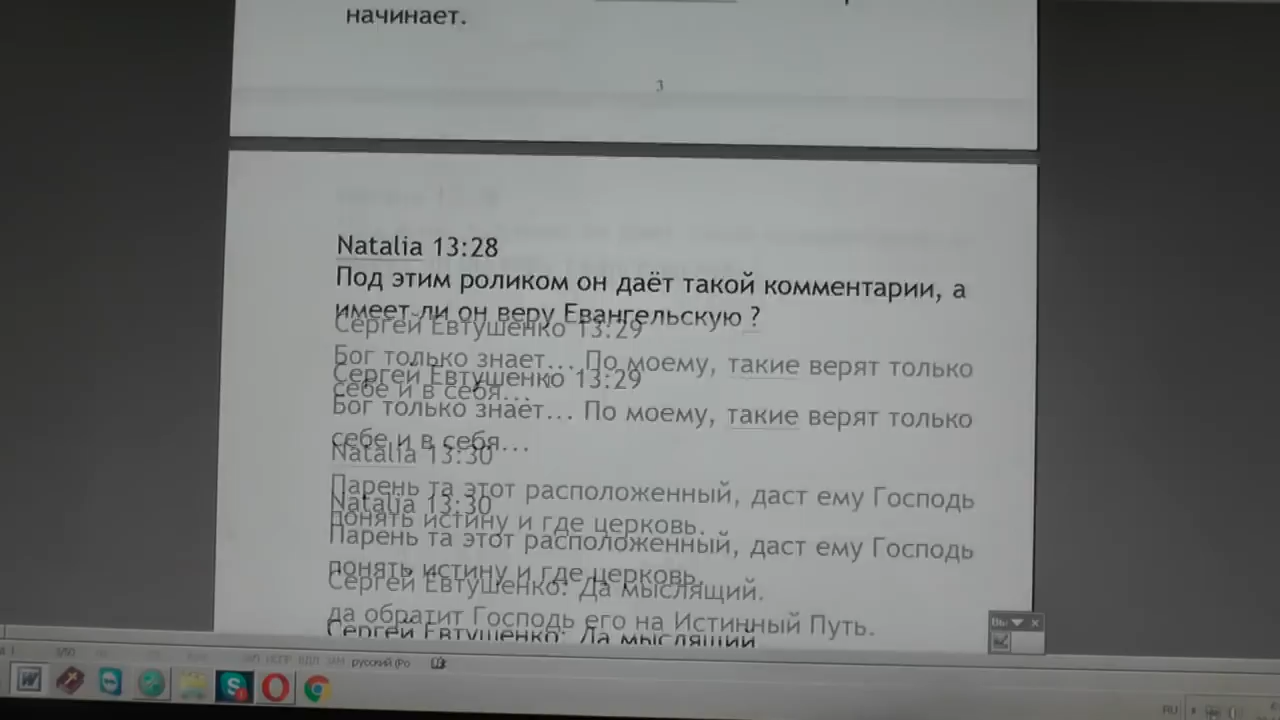 начинает.
3
Natalia 13:28
Под этим роликом он даёт такой комментарии, а
имеет ли он веру Евангельскую ?
Сергей Евтушенко 13:29
Бог только знает... По моему, такие верят только
Сергей Евтушенко 13:29
себе и в себя...
Бог только знает... По моему, такие верят только
себе и в себя...
Natalia 13:30
Парень та этот расположенный, даст ему Господь
Natalia 13:30
понять истину и где церковь.
Парень та этот расположенный, даст ему Господь
понять истину и где церковь.
Сергей Евтушенко: Да мыслящий.
да обратит Господь его на Истинный Путь.
Сергей Евтушенко: Да мыслящий
Вы
русский (Ро
RU